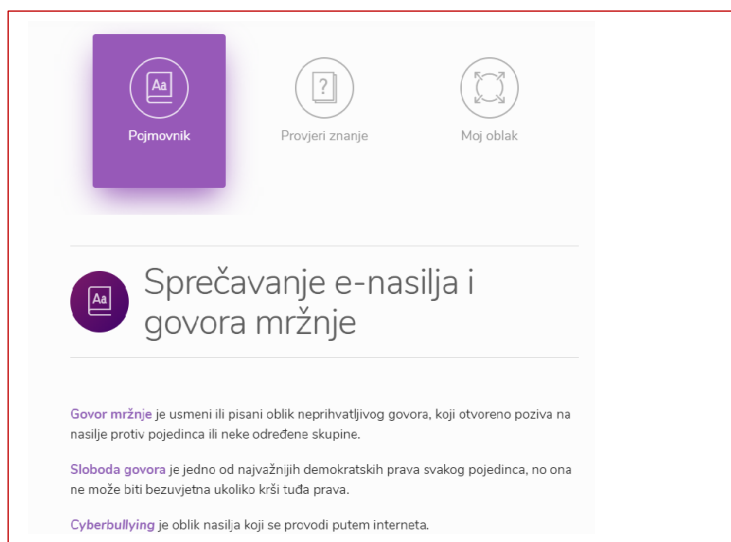 Aa
?
Pojmovnik
Provjeri znanje
Moj oblak
Aa
Sprečavanje e-nasilja i
govora mržnje
Govor mržnje je usmeni ili pisani oblik neprihvatljivog govora, koji otvoreno poziva na
nasilje protiv pojedinca ili neke određene skupine.
Sloboda govora je jedno od najvažnijih demokratskih prava svakog pojedinca, no ona
ne može biti bezuvjetna ukoliko krši tuđa prava.
Cyberbullying je oblik nasilja koji se provodi putem interneta.